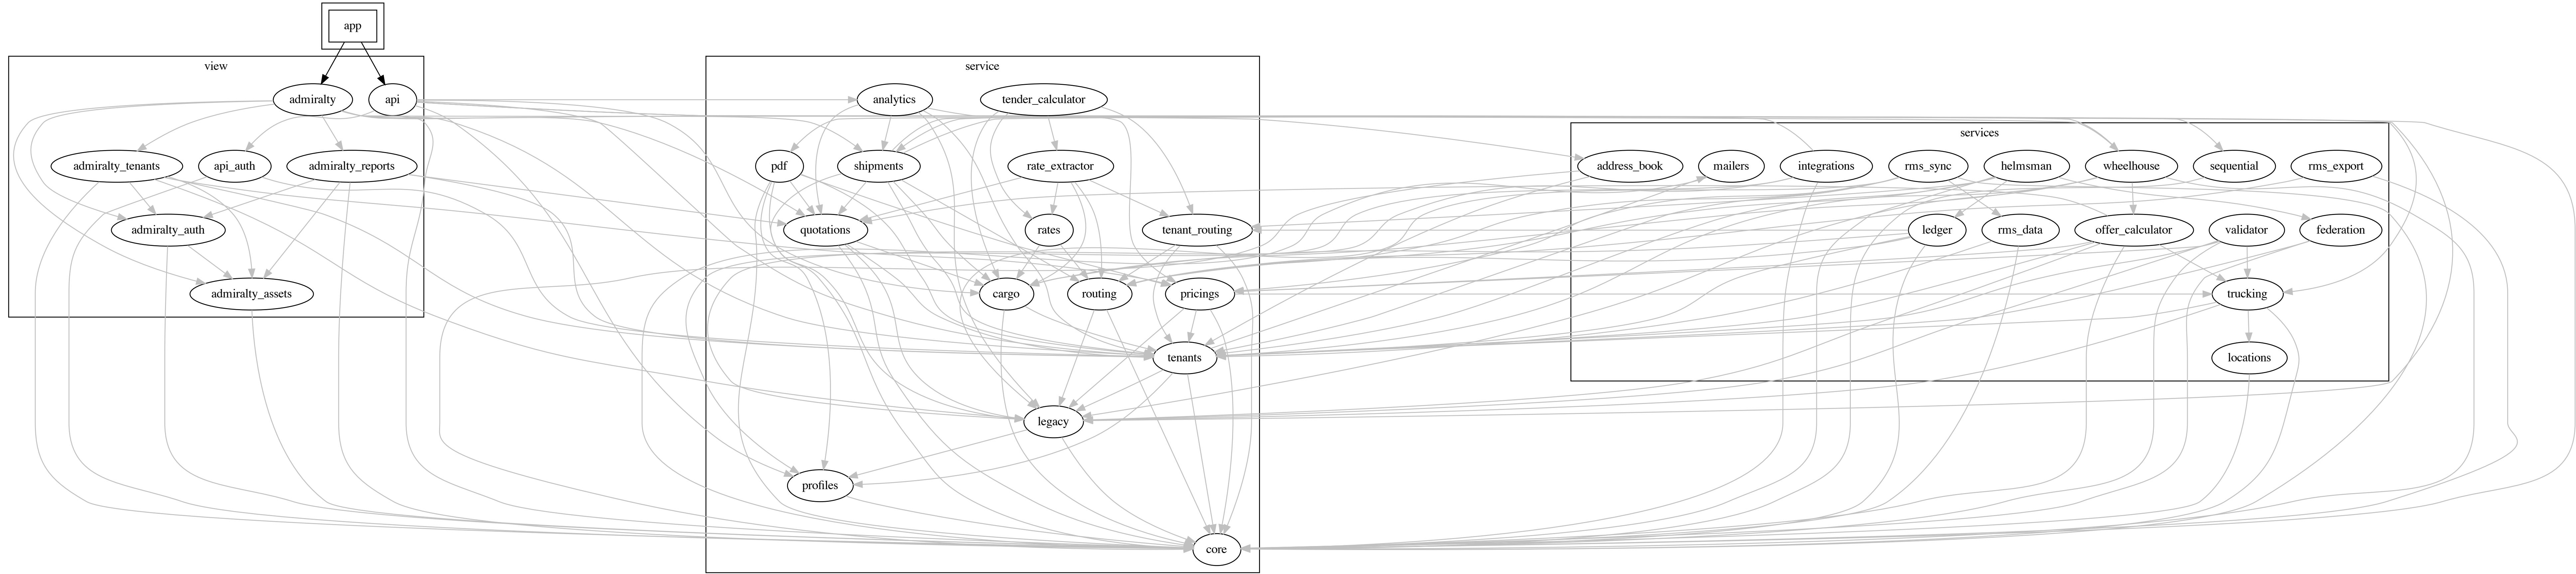 app
view
service
admiralty
api
analytics
tender_calculator
services
admiralty_tenants
api_auth
admiralty_reports
pdf
shipments
rate_extractor
address_book
mailers
integrations
rms_sync
helmsman
wheelhouse
sequential
rms_export
admiralty_auth
quotations
rates
tenant_routing
ledger
rms_data
offer_calculator
validator
federation
admiralty_assets
cargo
routing
pricings
trucking
tenants
locations
legacy
profiles
core